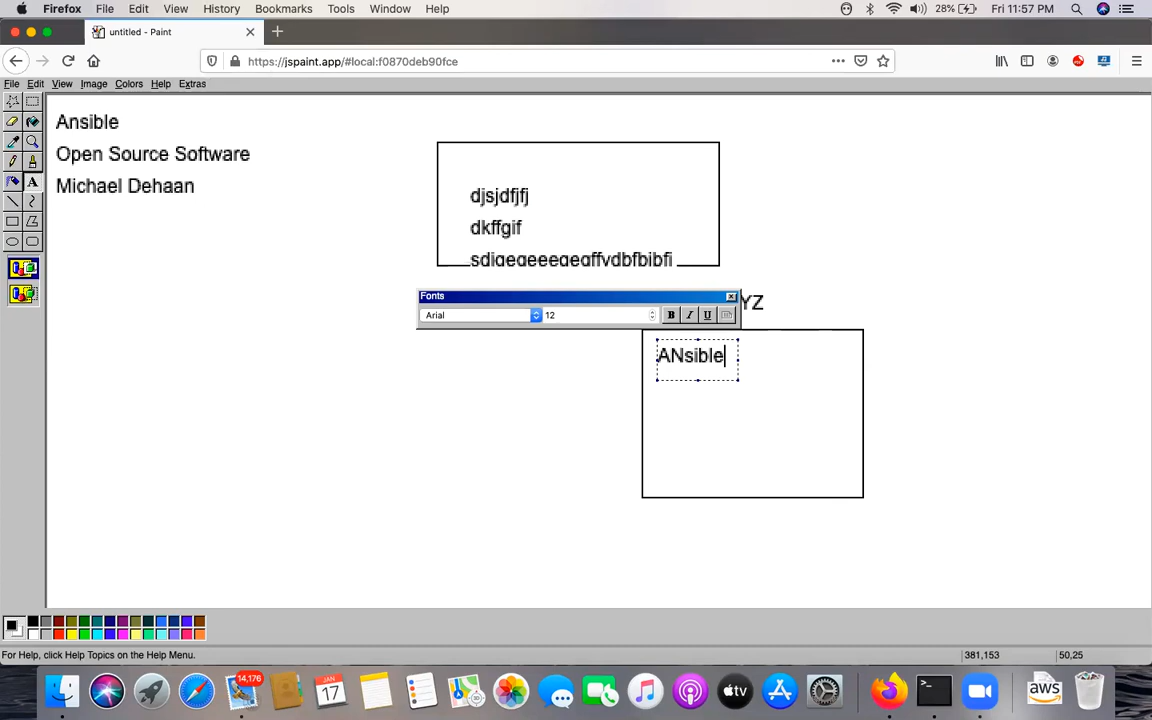 Firefox File Edit View History Bookmarks Tools Window Help 28% Fri 11:57 PM
untitled - Paint
https://jspaint.app/#local:f0870deb90fce
File Edit View Image Colors Help Extras
Ansible
Open Source Software
Michael Dehaan
djsjdfjfj
dkffgif
Fonts
YZ
Arial 12 B I U
ANsible
A
For Help, click Help Topics on the Help Menu. 381,153 50,25
14,176
JAN
17
tv
aws